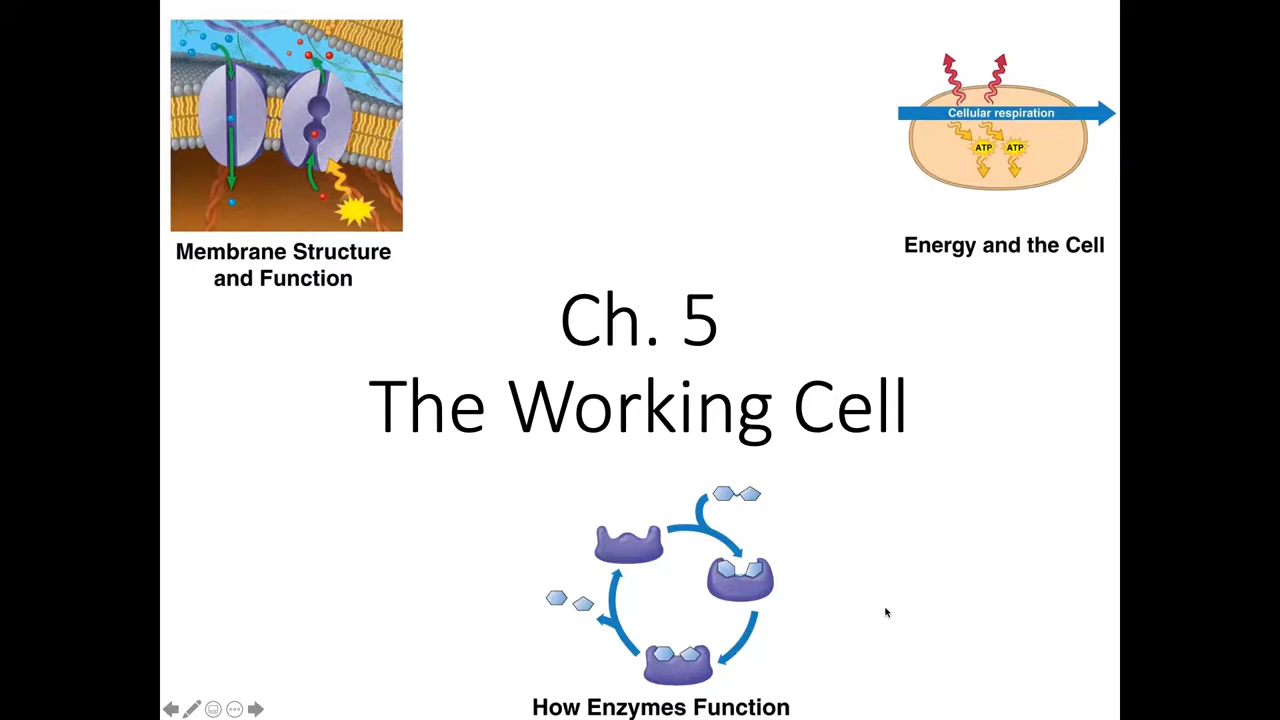 Cellular respiration
ATP ATP
Membrane Structure
and Function
Energy and the Cell
Ch. 5
The Working Cell
How Enzymes Function